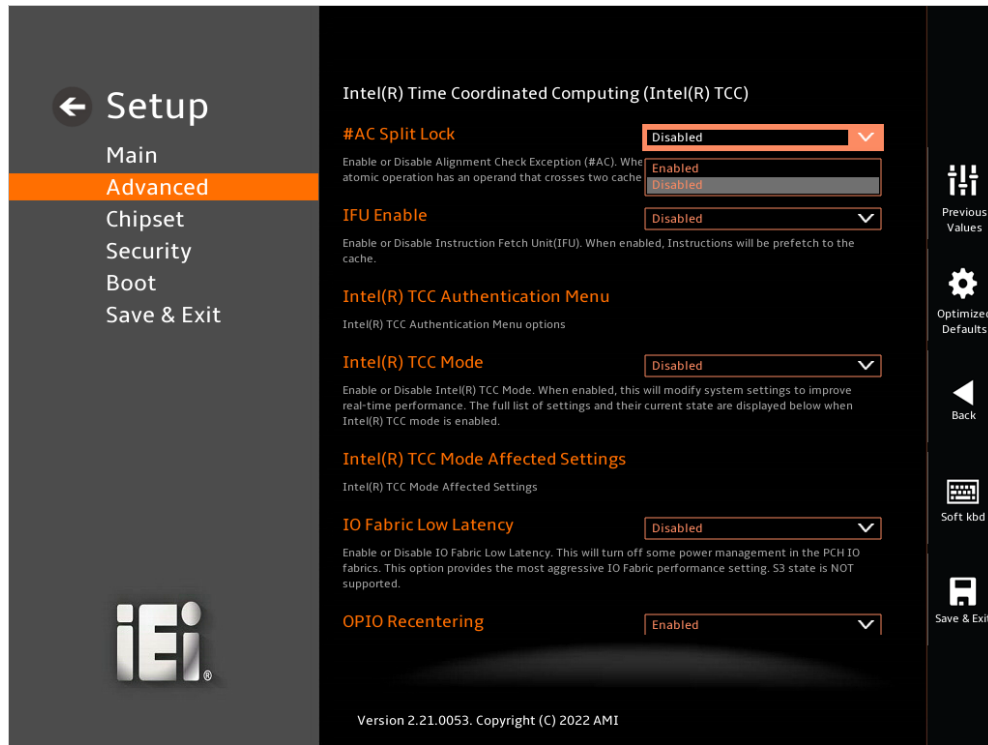 Setup
Main
Advanced
Chipset
Security
Boot
Save & Exit
iEi®
Intel(R) Time Coordinated Computing (Intel(R) TCC)
#AC Split Lock
Disabled
Enable or Disable Alignment Check Exception (#AC). Whe
atomic operation has an operand that crosses two cache
Enabled
Disabled
IFU Enable
Disabled
Enable or Disable Instruction Fetch Unit(IFU). When enabled, Instructions will be prefetch to the
cache.
Intel(R) TCC Authentication Menu
Intel(R) TCC Authentication Menu options
Intel(R) TCC Mode
Disabled
Enable or Disable Intel(R) TCC Mode. When enabled, this will modify system settings to improve
real-time performance. The full list of settings and their current state are displayed below when
Intel(R) TCC mode is enabled.
Intel(R) TCC Mode Affected Settings
Intel(R) TCC Mode Affected Settings
IO Fabric Low Latency
Disabled
Enable or Disable IO Fabric Low Latency. This will turn off some power management in the PCH IO
fabrics. This option provides the most aggressive IO Fabric performance setting. S3 state is NOT
supported.
OPIO Recentering
Enabled
Version 2.21.0053. Copyright (C) 2022 AMI
Previous
Values
Optimized
Defaults
Back
Soft kbd
Save & Exit